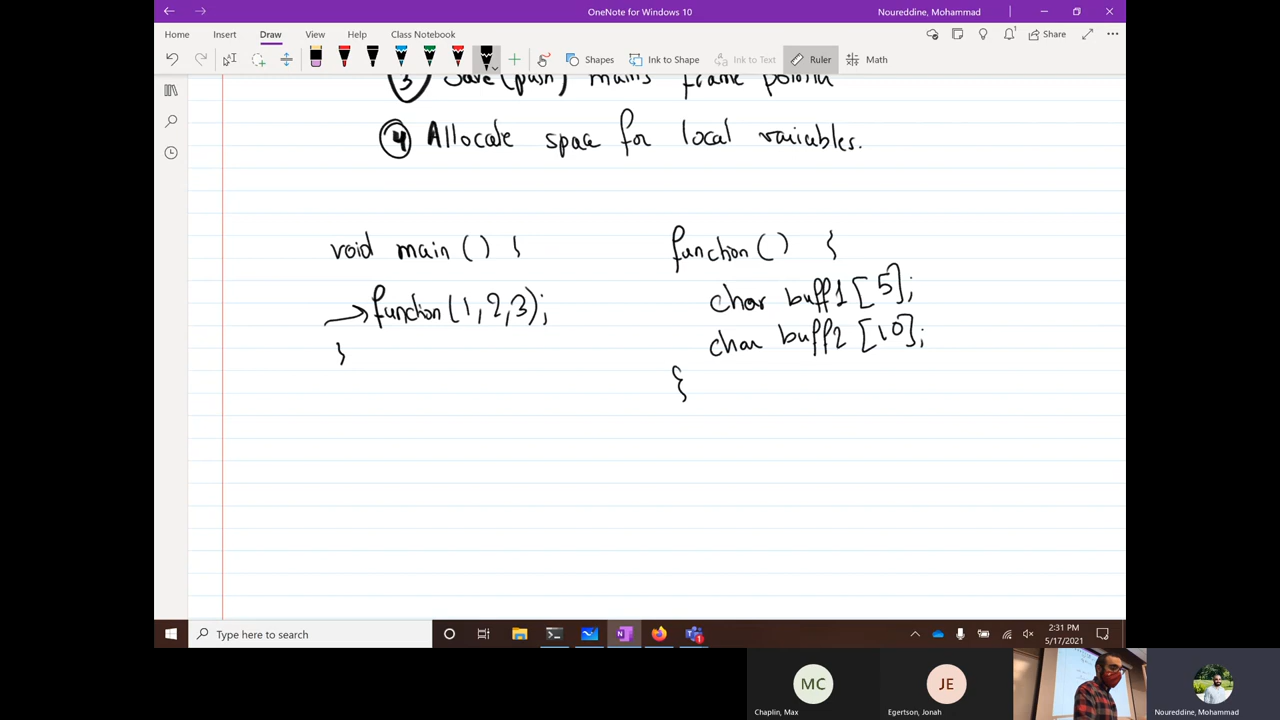 OneNote for Windows 10
Noureddine, Mohammad
Home Insert Draw View Help Class Notebook
Share
Shapes Ink to Shape Ink to Text Ruler Math
3 Save (push) main's frame
4 Allocate space for local variables.
void main () {
function (1, 2, 3);
}
function () {
char buff1 [5];
char buff2 [10];
{
Type here to search
2:31 PM
5/17/2021
MC
JE
Chaplin, Max
Egertson, Jonah
Noureddine, Mohammad